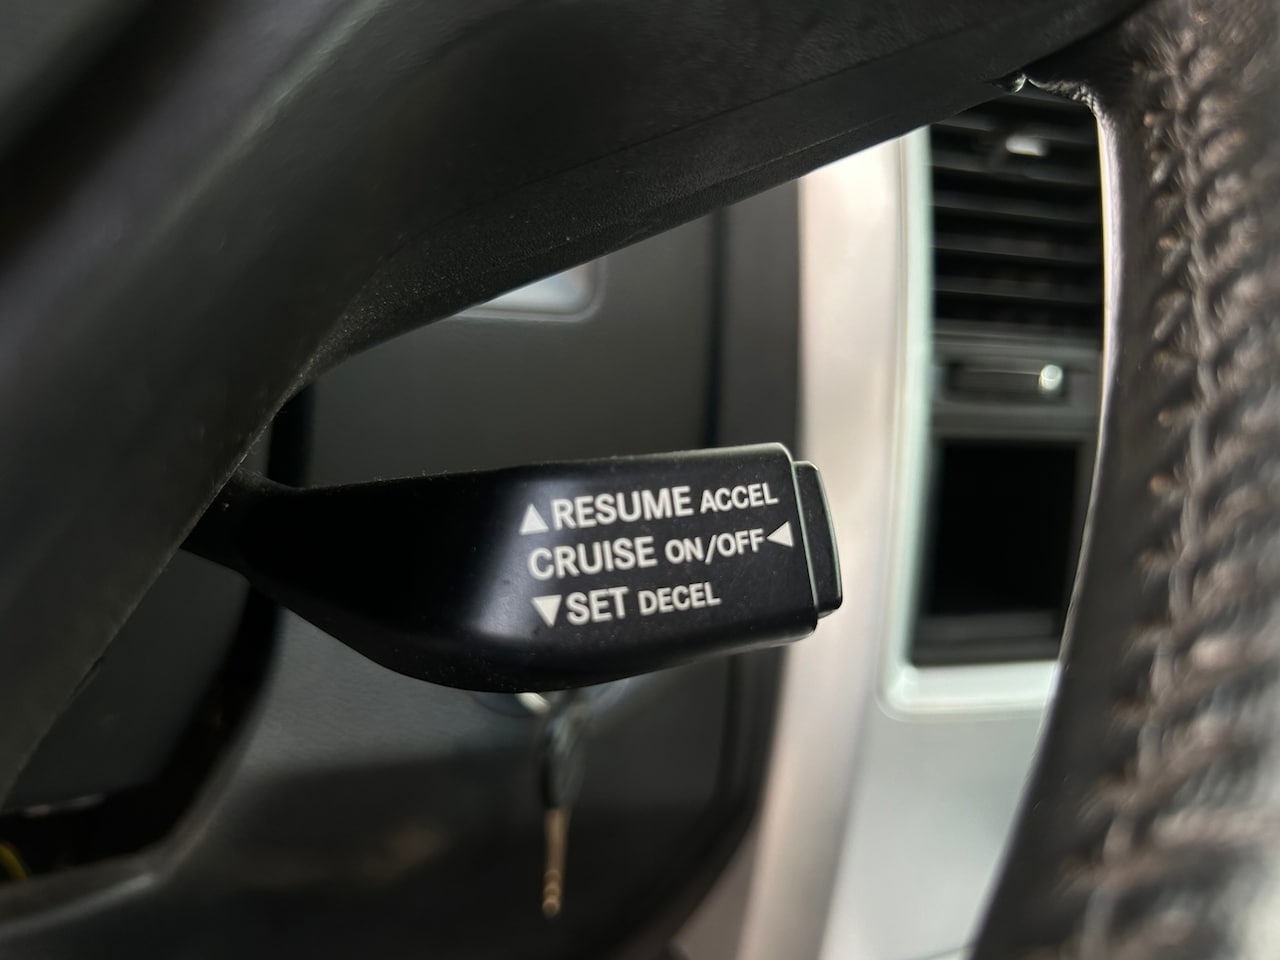 ▲RESUME ACCEL
CRUISE ON/OFF◀
▼SET DECEL